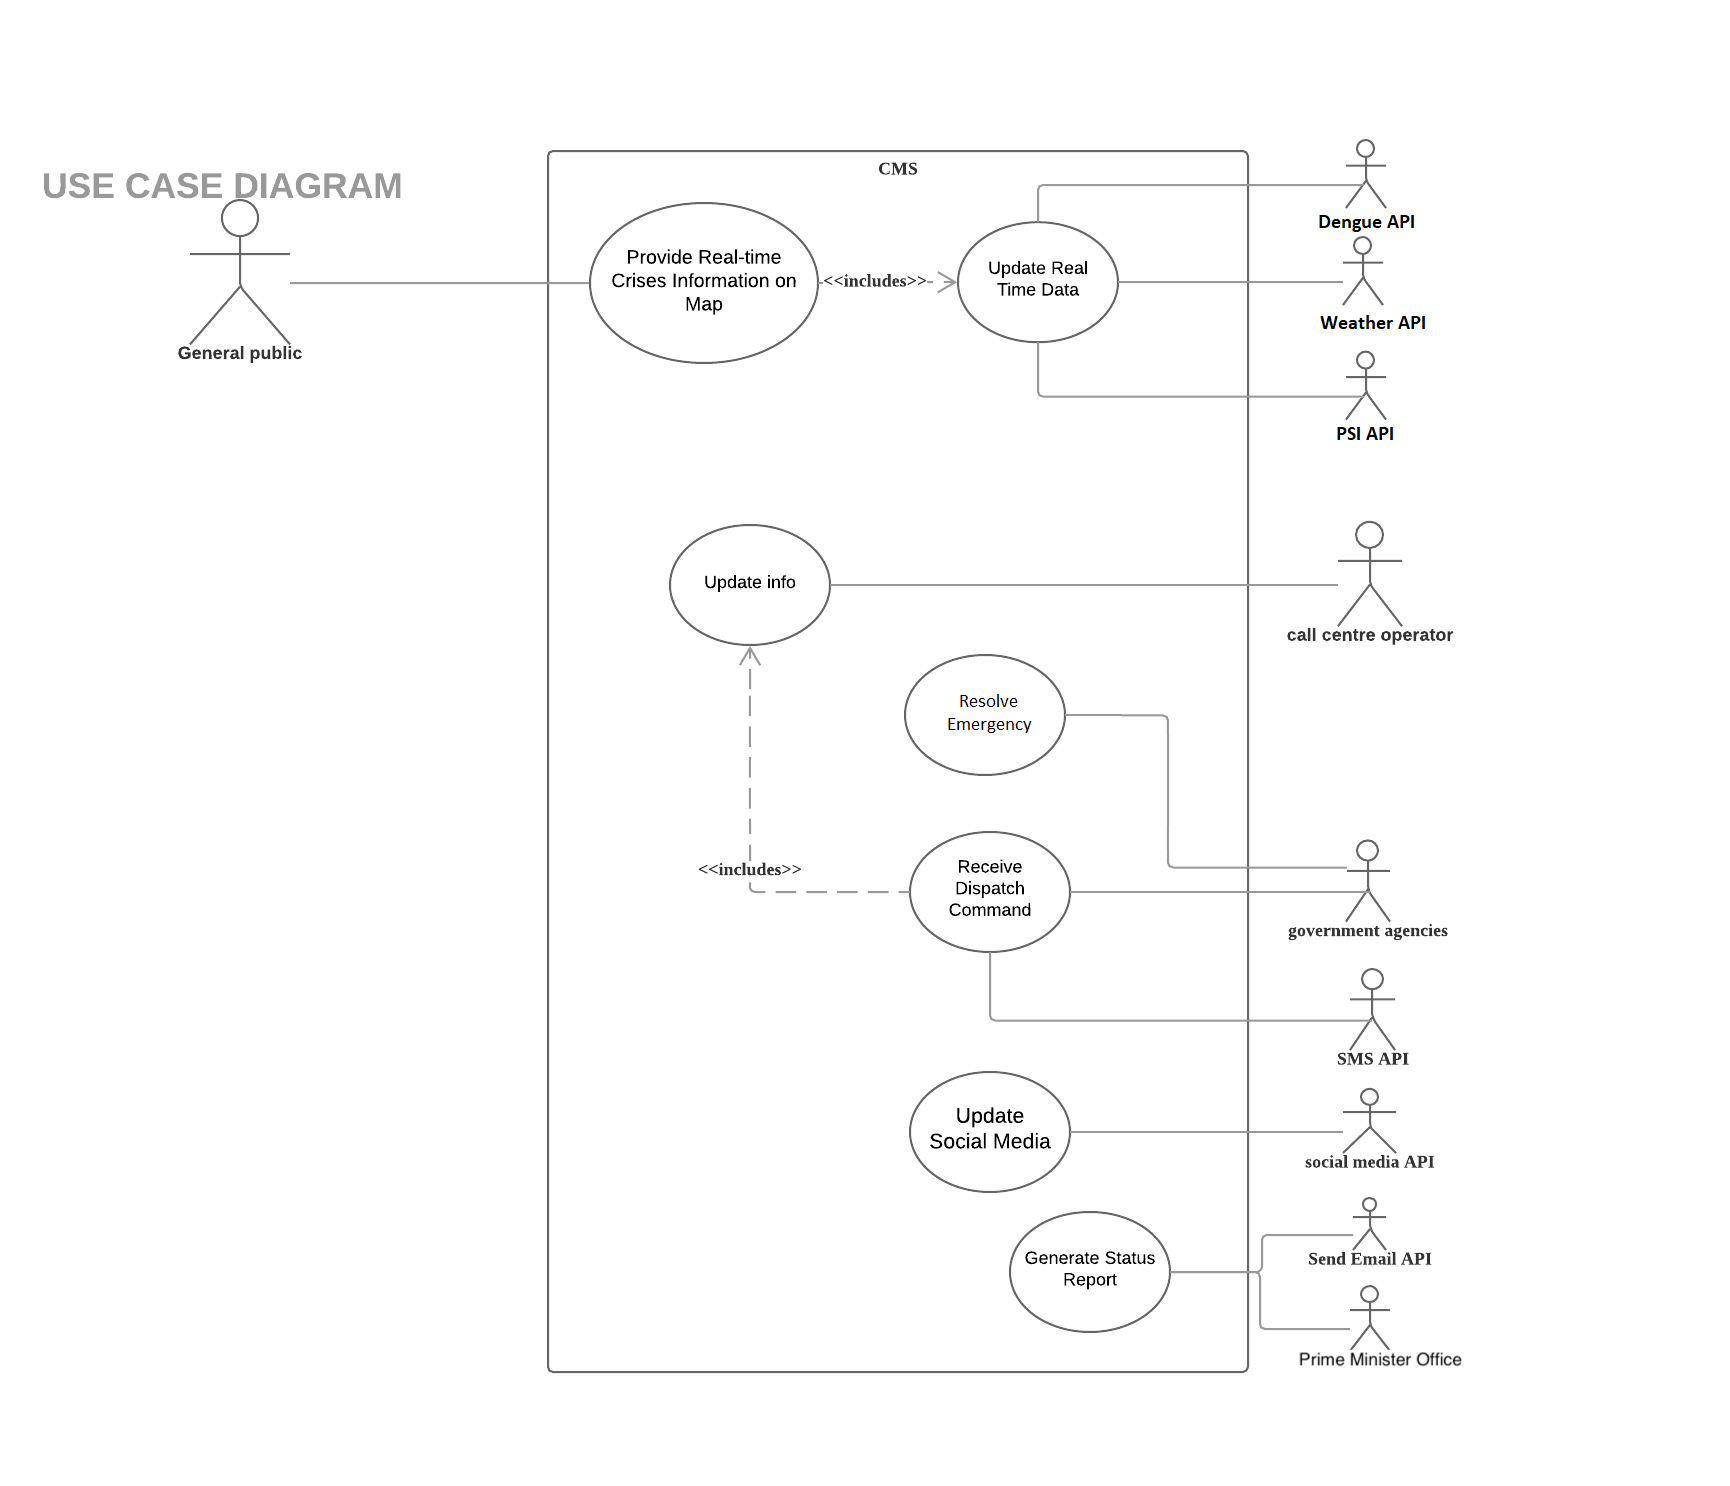 USE CASE DIAGRAM
CMS
General public
Provide Real-time
Crises Information on
Map
<<includes>>
Update Real
Time Data
Dengue API
Weather API
PSI API
Update info
call centre operator
Resolve
Emergency
<<includes>>
Receive
Dispatch
Command
government agencies
SMS API
Update
Social Media
social media API
Generate Status
Report
Send Email API
Prime Minister Office